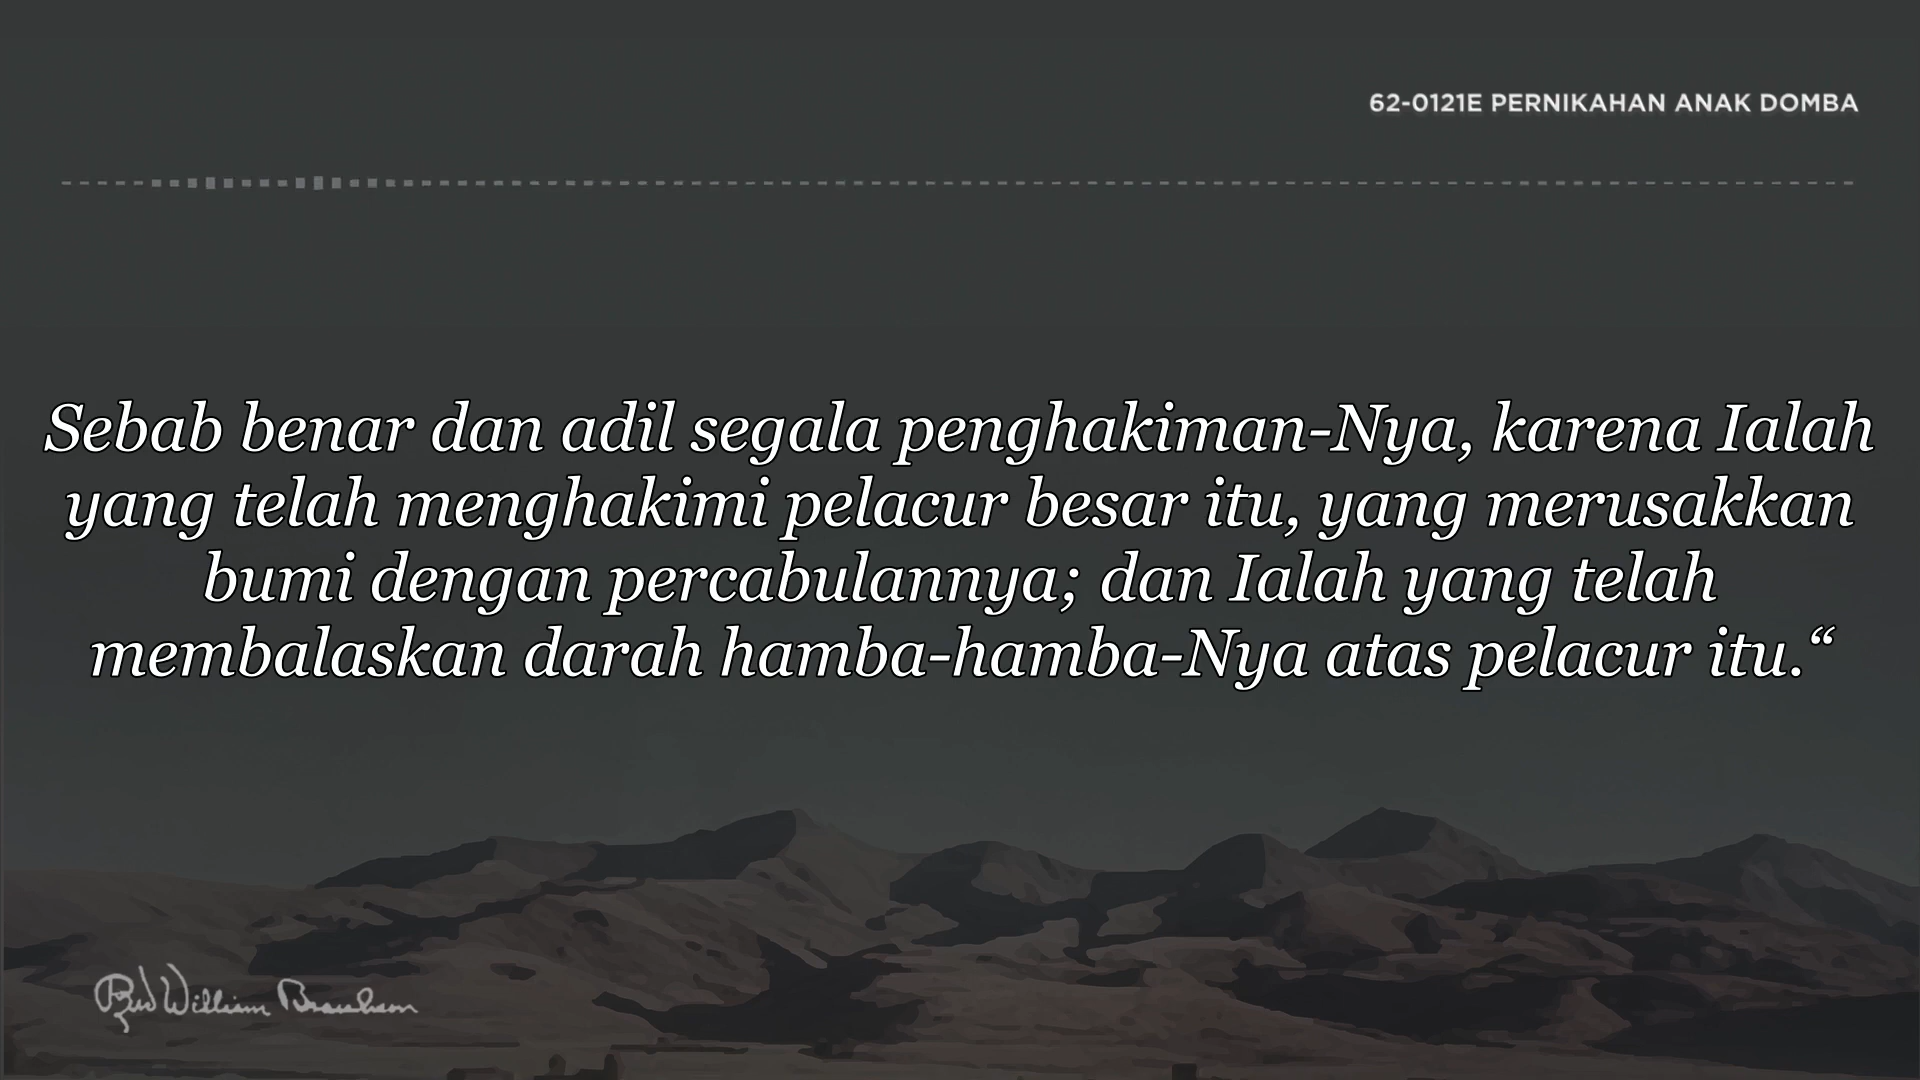 62-0121E PERNIKAHAN ANAK DOMBA
Sebab benar dan adil segala penghakiman-Nya, karena Ialah
yang telah menghakimi pelacur besar itu, yang merusakkan
bumi dengan percabulannya; dan Ialah yang telah
membalaskan darah hamba-hamba-Nya atas pelacur itu.“
Rev William Branham